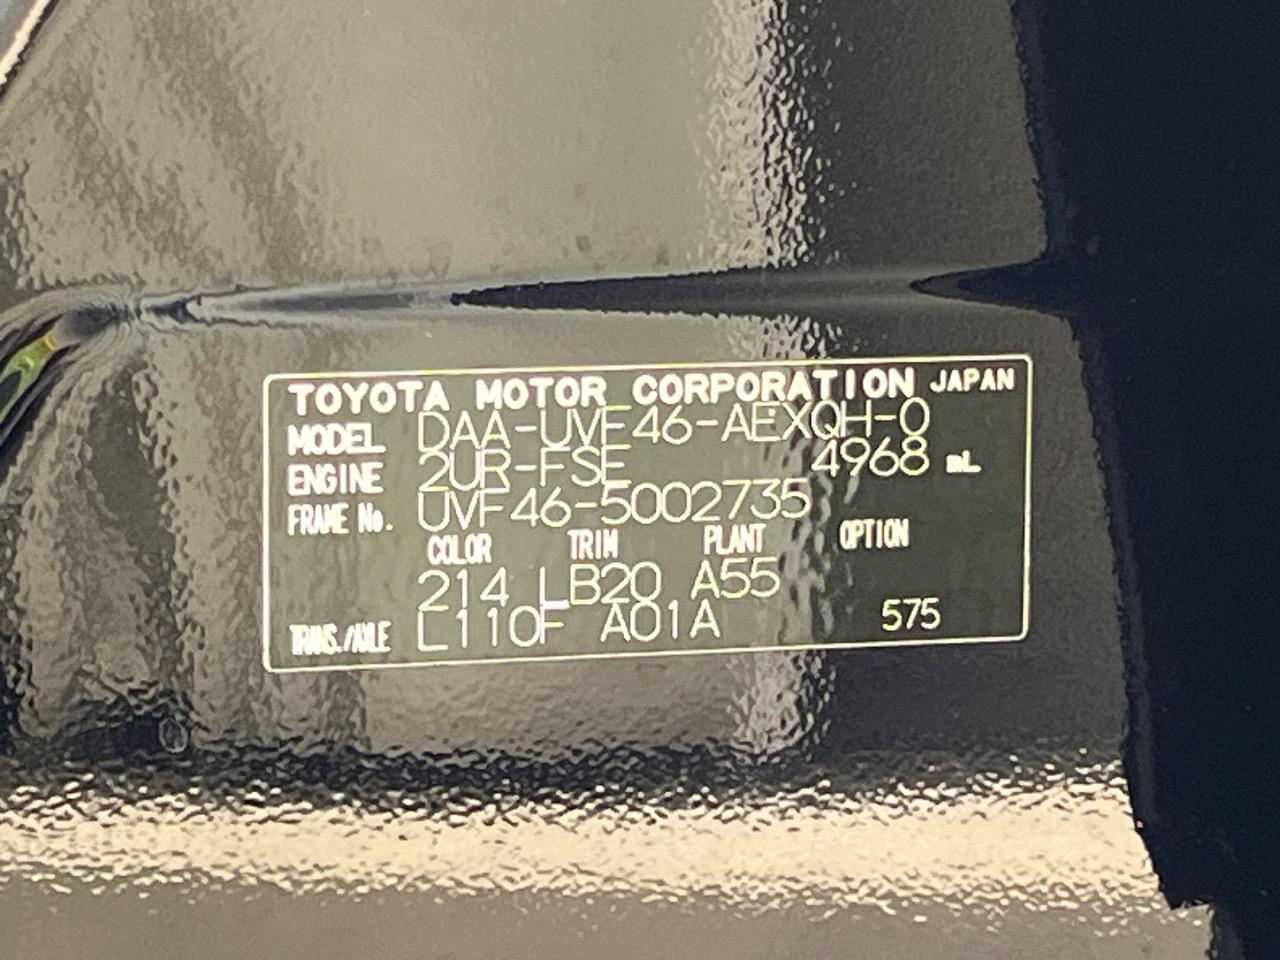 TOYOTA MOTOR CORPORATION JAPAN
MODEL DAA-UVF46-AEXQH-O
ENGINE 2UR-FSE 4968 mL
FRAME No. UVF46-5002735
COLOR TRIM PLANT OPTION
214 LB20 A55
TRANS./AXLE L110F A01A 575